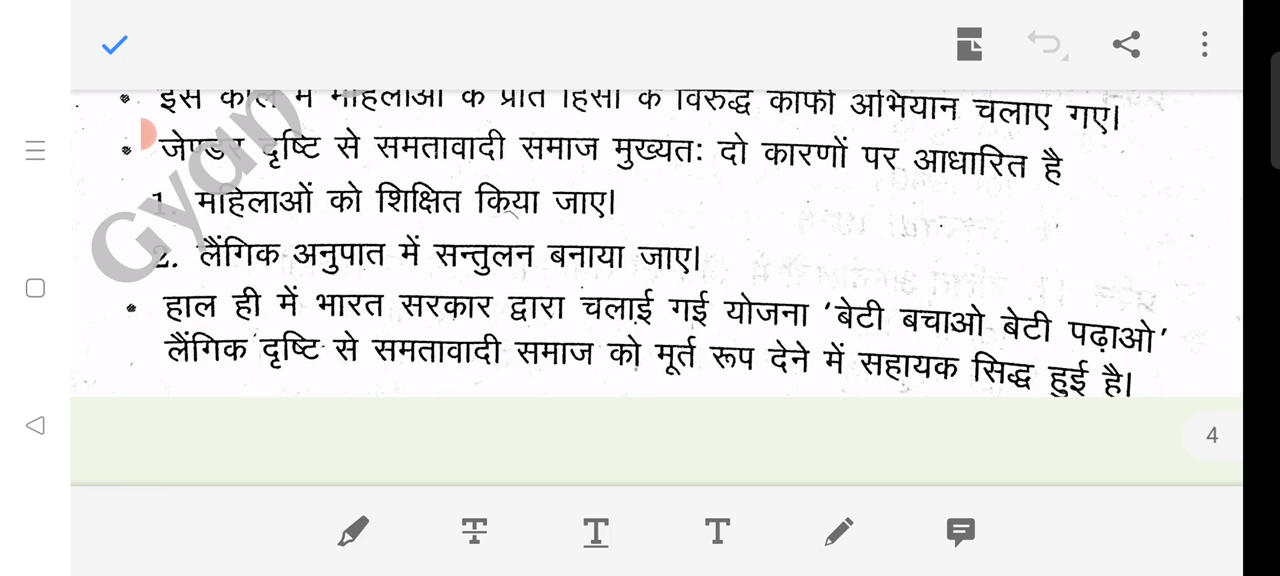 • इस काल में महिलाओं के प्रति हिंसा के विरुद्ध काफी अभियान चलाए गए।
• जेण्डर दृष्टि से समतावादी समाज मुख्यतः दो कारणों पर आधारित है
1. महिलाओं को शिक्षित किया जाए।
2. लैंगिक अनुपात में सन्तुलन बनाया जाए।
• हाल ही में भारत सरकार द्वारा चलाई गई योजना 'बेटी बचाओ बेटी पढ़ाओ'
लैंगिक दृष्टि से समतावादी समाज को मूर्त रूप देने में सहायक सिद्ध हुई है।
Gyan
4